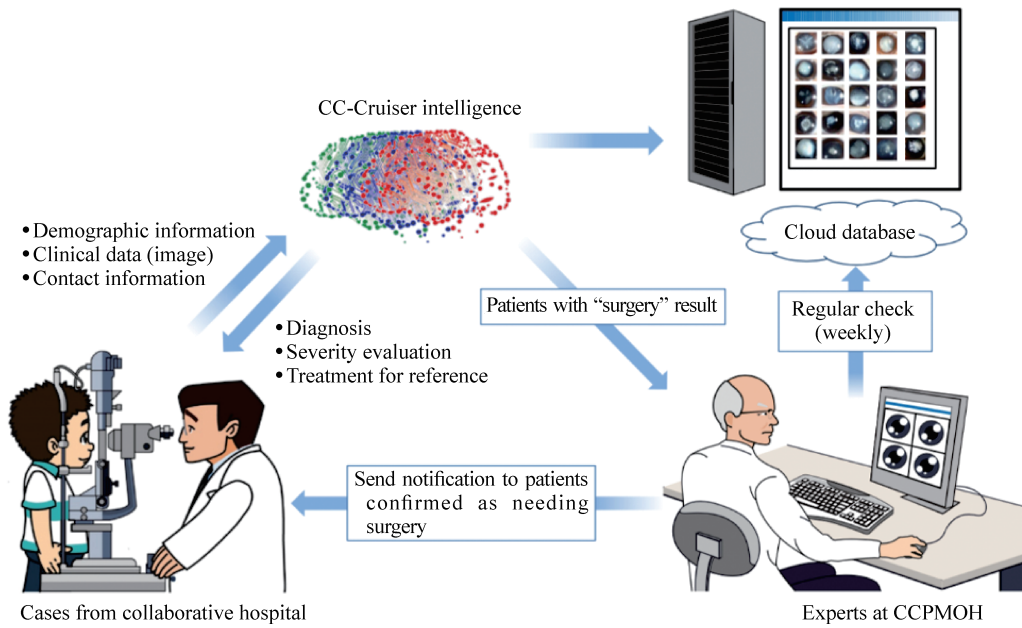 CC-Cruiser intelligence
Cloud database
• Demographic information
• Clinical data (image)
• Contact information
Patients with “surgery” result
Regular check
(weekly)
• Diagnosis
• Severity evaluation
• Treatment for reference
Send notification to patients
confirmed as needing
surgery
Cases from collaborative hospital
Experts at CCPMOH